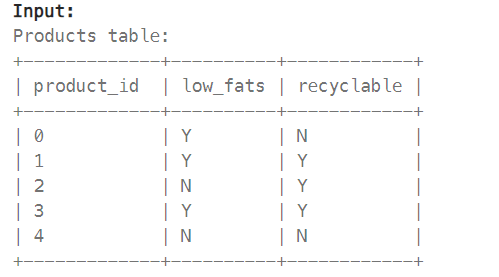 Input:
Products table:
+-------------+----------+------------+
| product_id  | low_fats | recyclable |
+-------------+----------+------------+
| 0           | Y        | N          |
| 1           | Y        | Y          |
| 2           | N        | Y          |
| 3           | Y        | Y          |
| 4           | N        | N          |
+-------------+----------+------------+